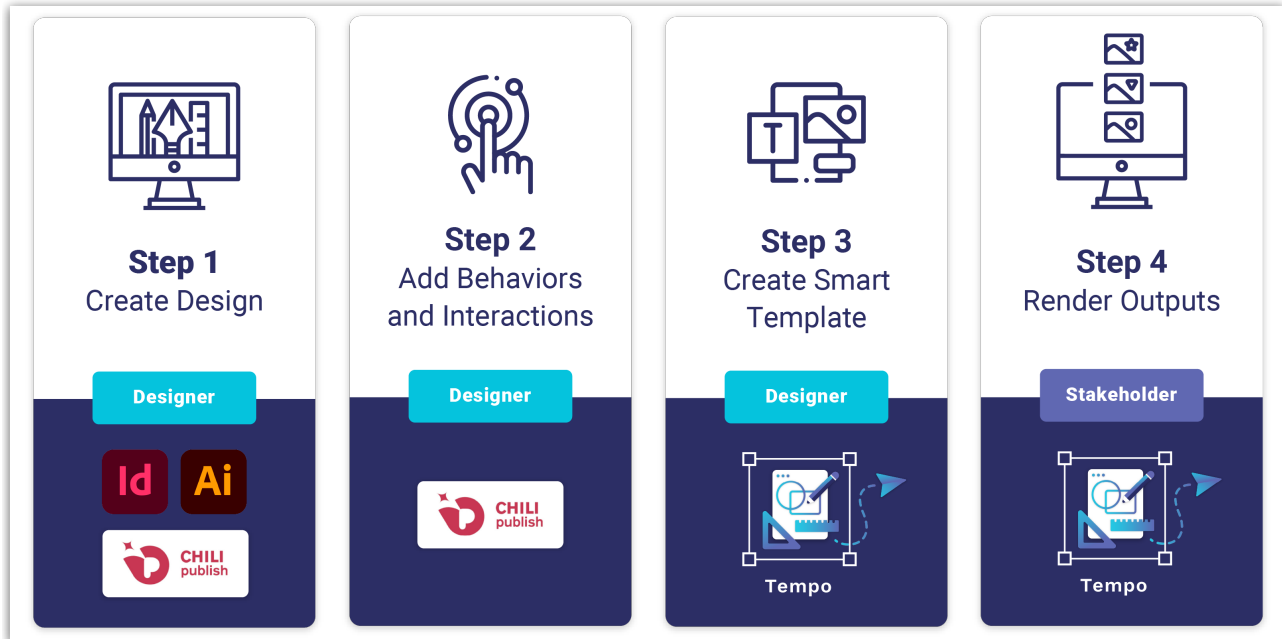 Step 1
Create Design
Designer
Id
Ai
CHILI
publish
Step 2
Add Behaviors
and Interactions
Designer
CHILI
publish
T
Step 3
Create Smart
Template
Designer
Tempo
Step 4
Render Outputs
Stakeholder
Tempo